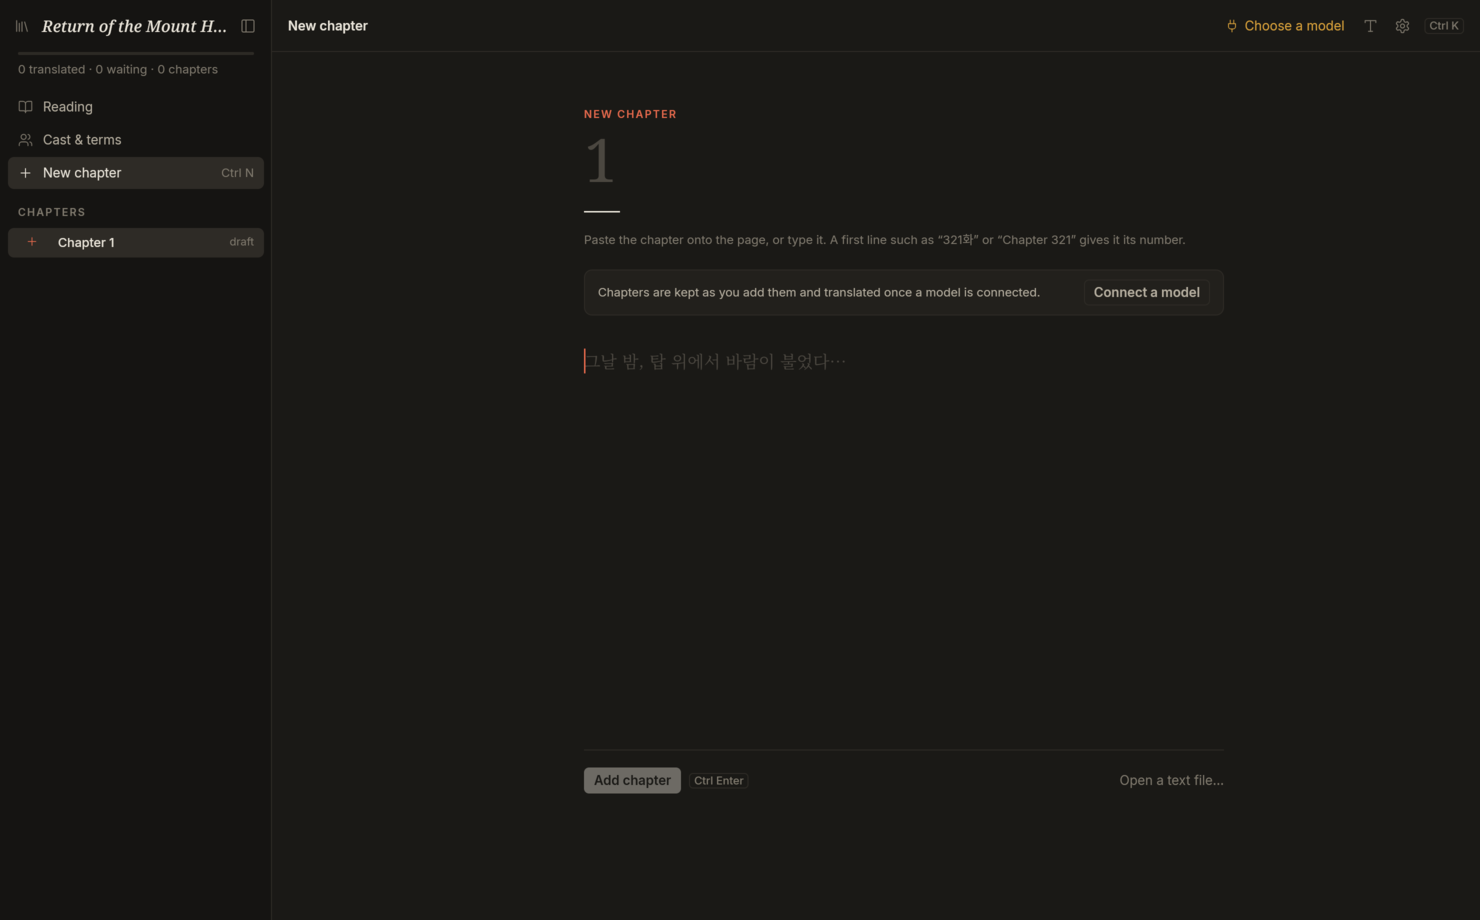 Return of the Mount H...
0 translated · 0 waiting · 0 chapters
Reading
Cast & terms
New chapter Ctrl N
CHAPTERS
Chapter 1 draft
New chapter
Choose a model
Ctrl K
NEW CHAPTER
1
Paste the chapter onto the page, or type it. A first line such as “321화” or “Chapter 321” gives it its number.
Chapters are kept as you add them and translated once a model is connected.
Connect a model
그날 밤, 탑 위에서 바람이 불었다…
Add chapter Ctrl Enter
Open a text file...